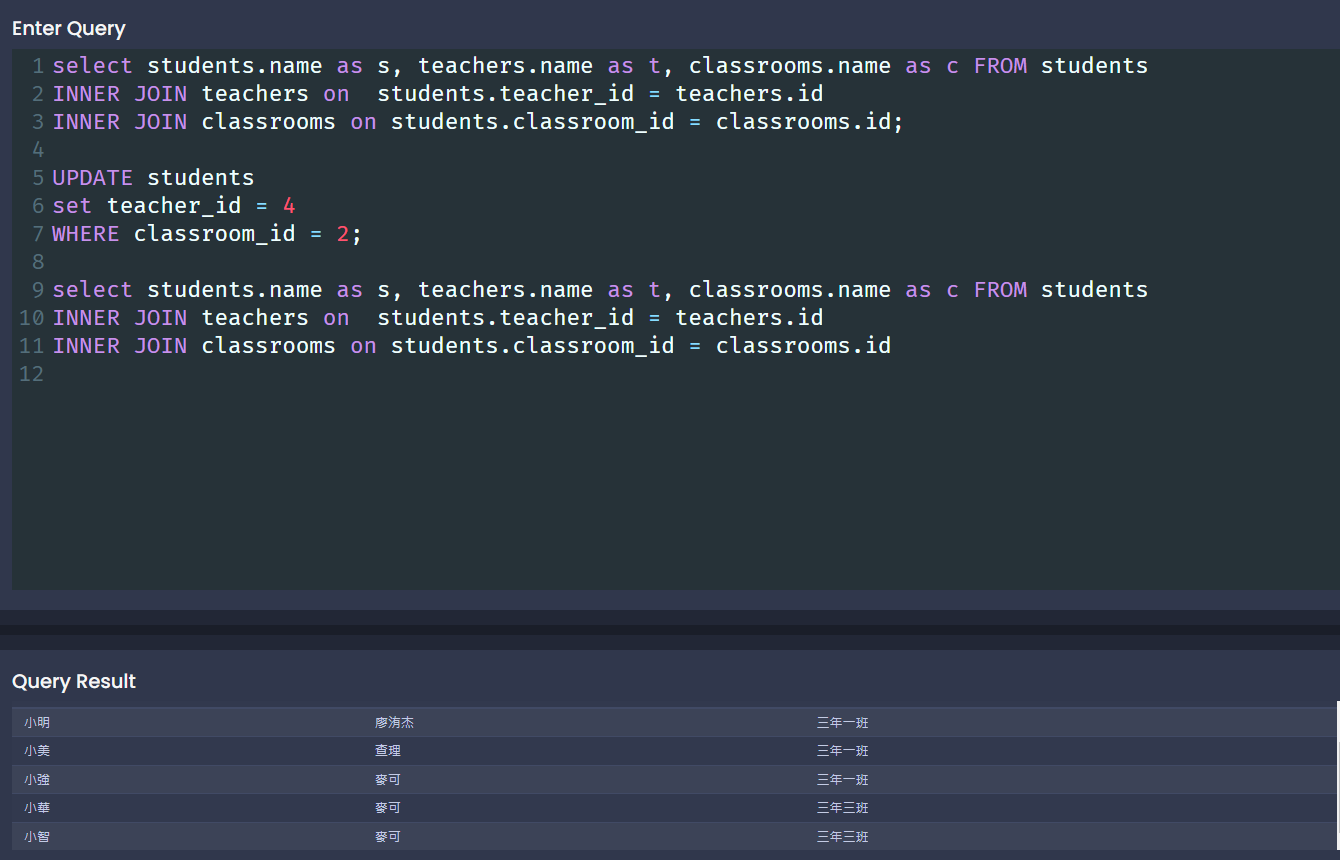 Enter Query
1 select students.name as s, teachers.name as t, classrooms.name as c FROM students
2 INNER JOIN teachers on  students.teacher_id = teachers.id
3 INNER JOIN classrooms on students.classroom_id = classrooms.id;
4
5 UPDATE students
6 set teacher_id = 4
7 WHERE classroom_id = 2;
8
9 select students.name as s, teachers.name as t, classrooms.name as c FROM students
10 INNER JOIN teachers on  students.teacher_id = teachers.id
11 INNER JOIN classrooms on students.classroom_id = classrooms.id
12
Query Result
小明 廖洧杰 三年一班
小美 查理 三年一班
小強 麥可 三年一班
小華 麥可 三年三班
小智 麥可 三年三班